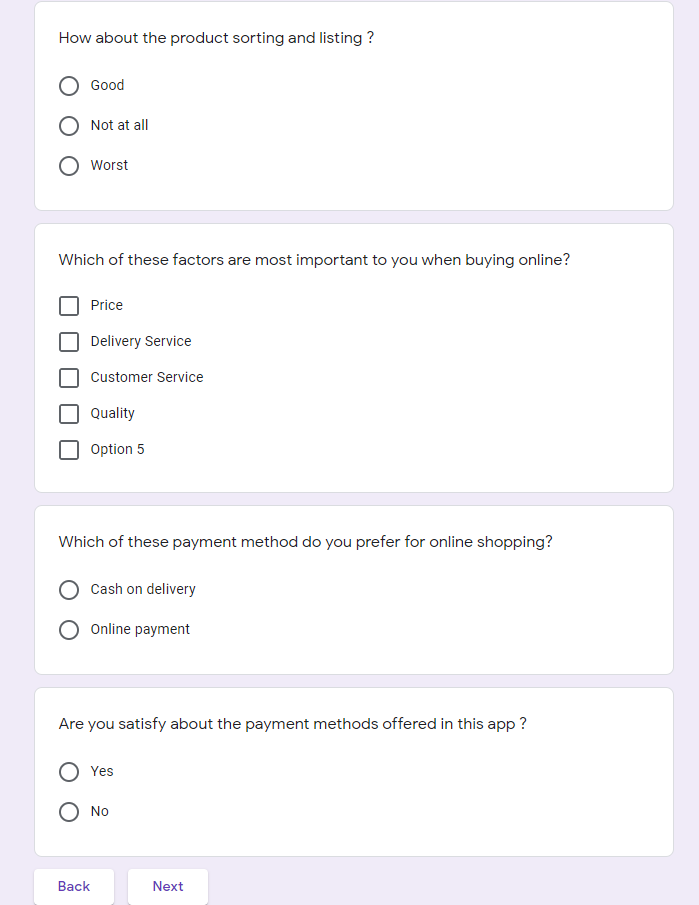 How about the product sorting and listing ?
Good
Not at all
Worst
Which of these factors are most important to you when buying online?
Price
Delivery Service
Customer Service
Quality
Option 5
Which of these payment method do you prefer for online shopping?
Cash on delivery
Online payment
Are you satisfy about the payment methods offered in this app ?
Yes
No
Back Next